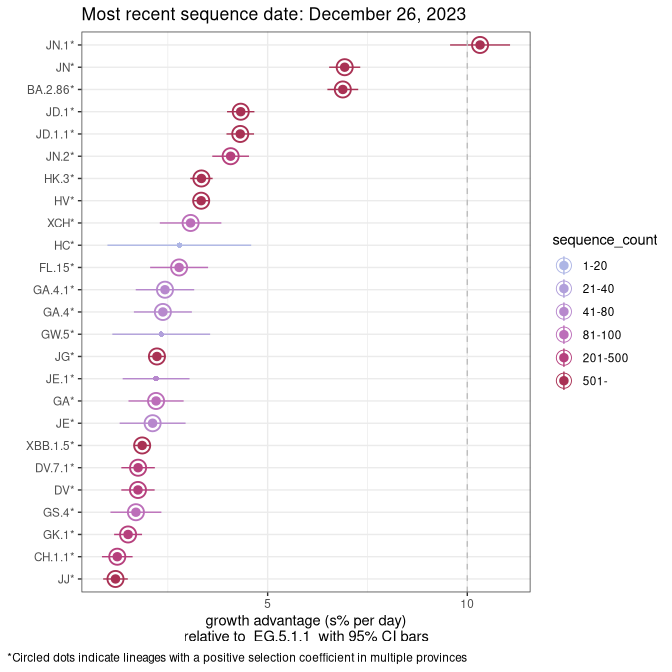 Most recent sequence date: December 26, 2023
JN.1*
JN*
BA.2.86*
JD.1*
JD.1.1*
JN.2*
HK.3*
HV*
XCH*
HC*
FL.15*
GA.4.1*
GA.4*
GW.5*
JG*
JE.1*
GA*
JE*
XBB.1.5*
DV.7.1*
DV*
GS.4*
GK.1*
CH.1.1*
JJ*
5 10
growth advantage (s% per day)
relative to EG.5.1.1 with 95% CI bars
sequence_count
1-20
21-40
41-80
81-100
201-500
501-
*Circled dots indicate lineages with a positive selection coefficient in multiple provinces